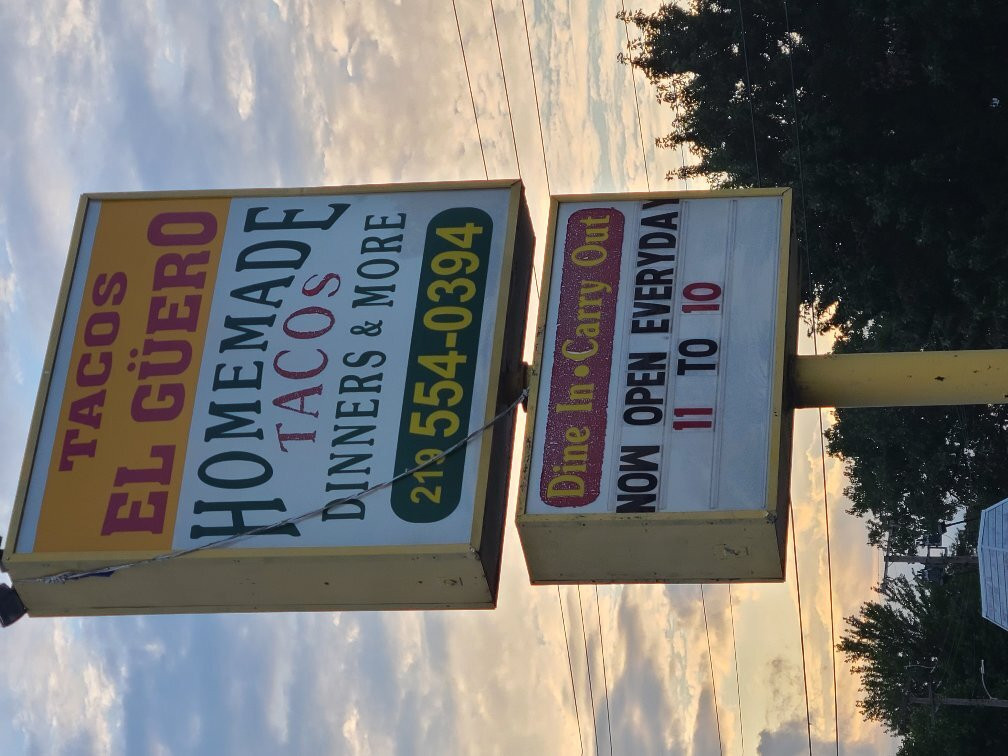 TACOS
EL GÜERO
HOMEMADE
TACOS
DINNERS & MORE
219 554-0394
Dine In•Carry Out
NOW OPEN EVERYDAY
11 TO 10